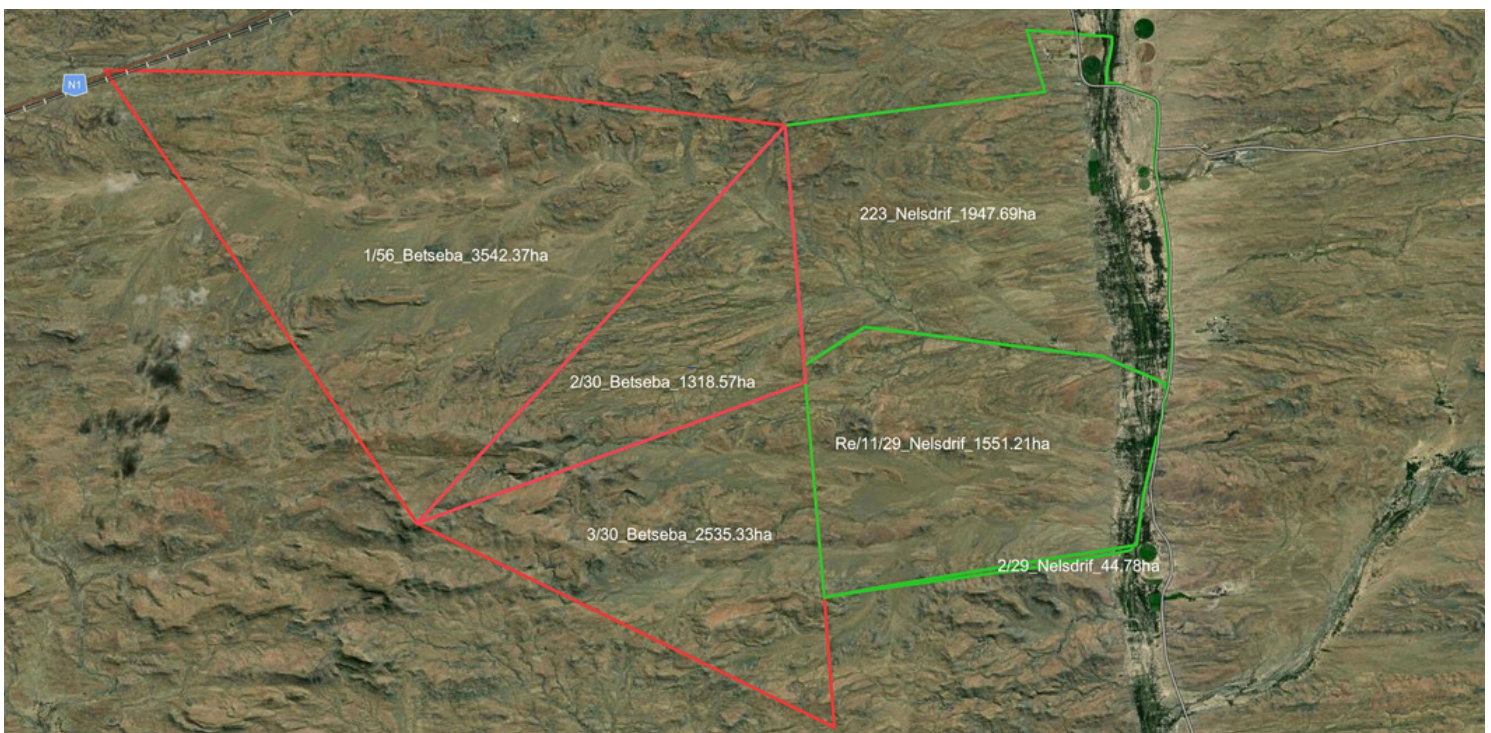 N1
223_Nelsdrif_1947.69ha
1/56_Betseba_3542.37ha
2/30_Betseba_1318.57ha
Re/11/29_Nelsdrif_1551.21ha
3/30_Betseba_2535.33ha
2/29_Nelsdrif_44.78ha